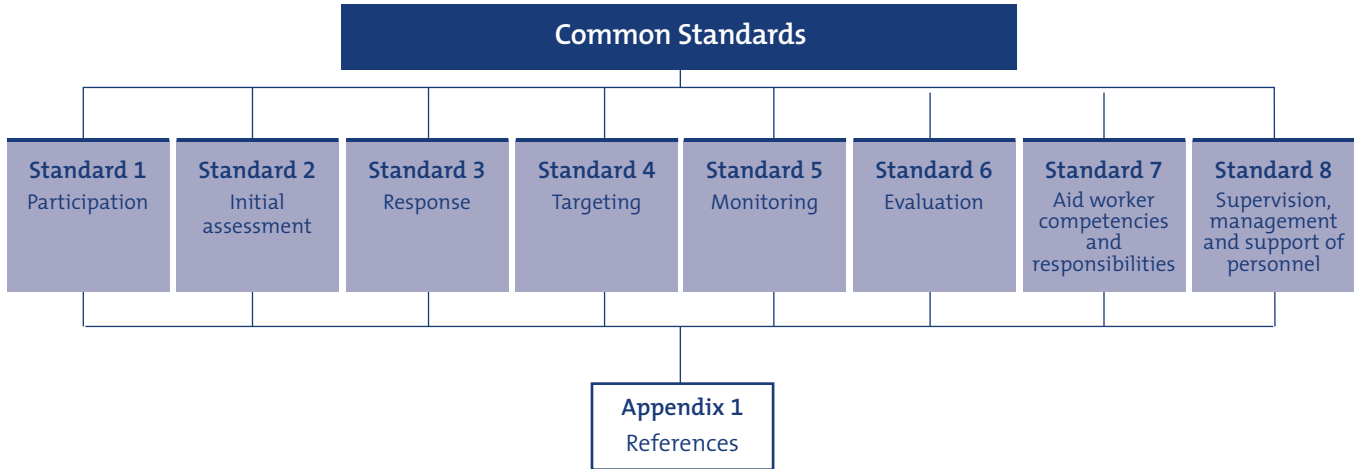 Common Standards
Standard 1
Participation
Standard 2
Initial
assessment
Standard 3
Response
Standard 4
Targeting
Standard 5
Monitoring
Standard 6
Evaluation
Standard 7
Aid worker
competencies
and
responsibilities
Standard 8
Supervision,
management
and support of
personnel
Appendix 1
References